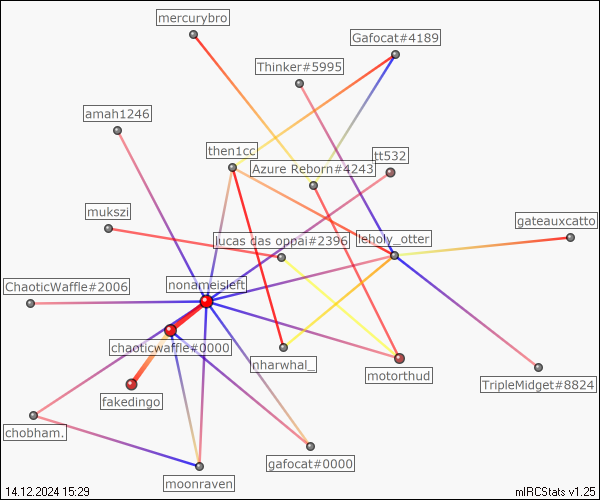 mercurybro
Gafocat#4189
Thinker#5995
amah1246
then1cc
tt532
Azure Reborn#4243
mukszi
gateauxcatto
lucas das oppai#2396
leholy_otter
nonameisleft
ChaoticWaffle#2006
chaoticwaffle#0000
nharwhal_
motorthud
TripleMidget#8824
fakedingo
chobham.
gafocat#0000
moonraven
14.12.2024 15:29
mIRCStats v1.25